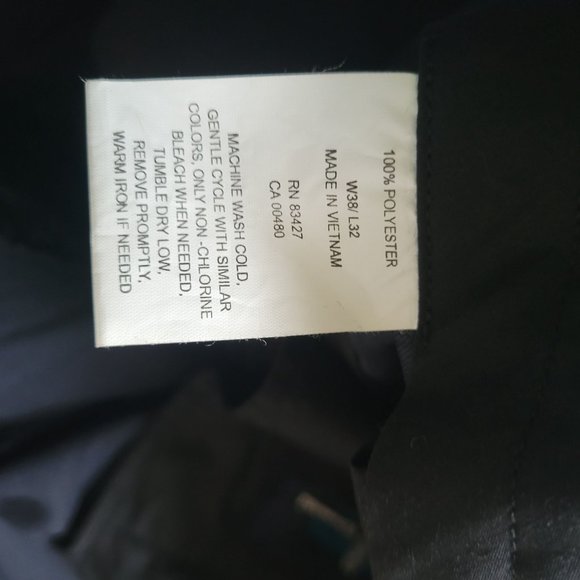 100% POLYESTER
W38/ L32
MADE IN VIETNAM
RN 83427
CA 00480
MACHINE WASH COLD,
GENTLE CYCLE WITH SIMILAR
COLORS, ONLY NON -CHLORINE
BLEACH WHEN NEEDED,
TUMBLE DRY LOW,
REMOVE PROMPTLY,
WARM IRON IF NEEDED